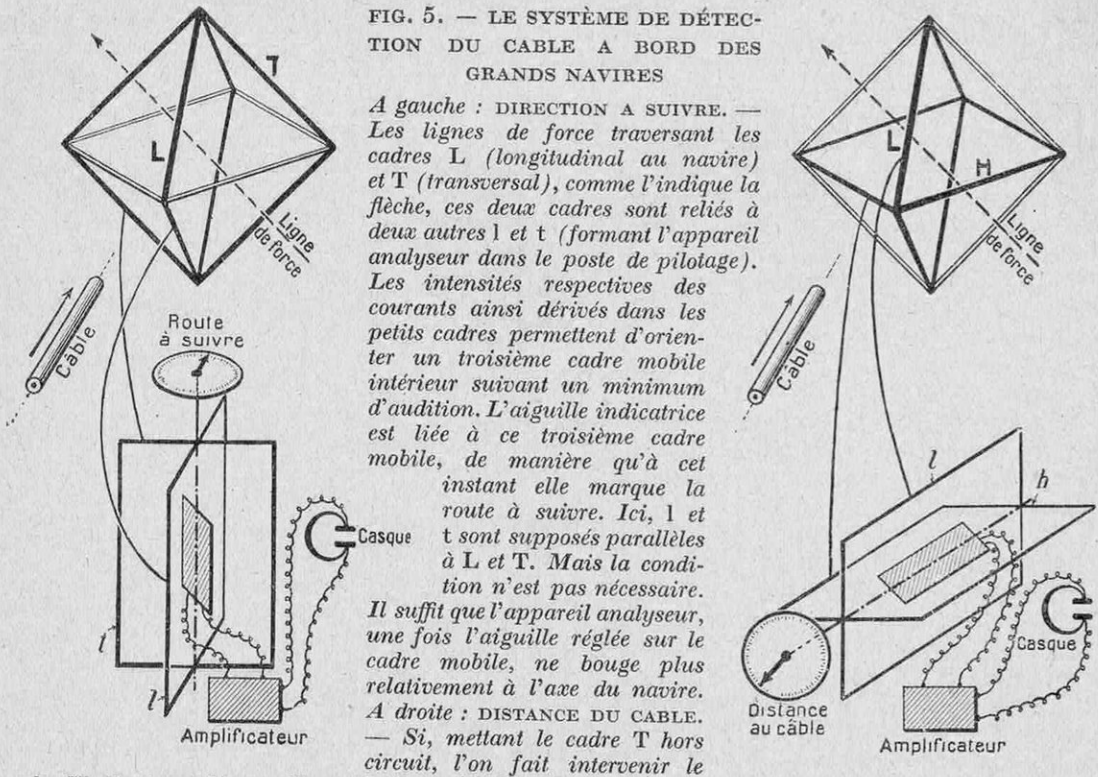 FIG. 5. — LE SYSTÈME DE DÉTEC-
TION DU CABLE A BORD DES
GRANDS NAVIRES
A gauche : DIRECTION A SUIVRE. —
Les lignes de force traversant les
cadres L (longitudinal au navire)
et T (transversal), comme l'indique la
flèche, ces deux cadres sont reliés à
deux autres l et t (formant l'appareil
analyseur dans le poste de pilotage).
Les intensités respectives des
courants ainsi dérivés dans les
petits cadres permettent d'orien-
ter un troisième cadre mobile
intérieur suivant un minimum
d'audition. L'aiguille indicatrice
est liée à ce troisième cadre
mobile, de manière qu'à cet
instant elle marque la
route à suivre. Ici, l et
t sont supposés parallèles
à L et T. Mais la condi-
tion n'est pas nécessaire.
Il suffit que l'appareil analyseur,
une fois l'aiguille réglée sur le
cadre mobile, ne bouge plus
relativement à l'axe du navire.
A droite : DISTANCE DU CABLE.
— Si, mettant le cadre T hors
circuit, l'on fait intervenir le
T
L
Ligne
de force
Câble
Route
à suivre
Casque
t
l
Amplificateur
L
H
Ligne
de force
Câble
l
h
Casque
Distance
au câble
Amplificateur